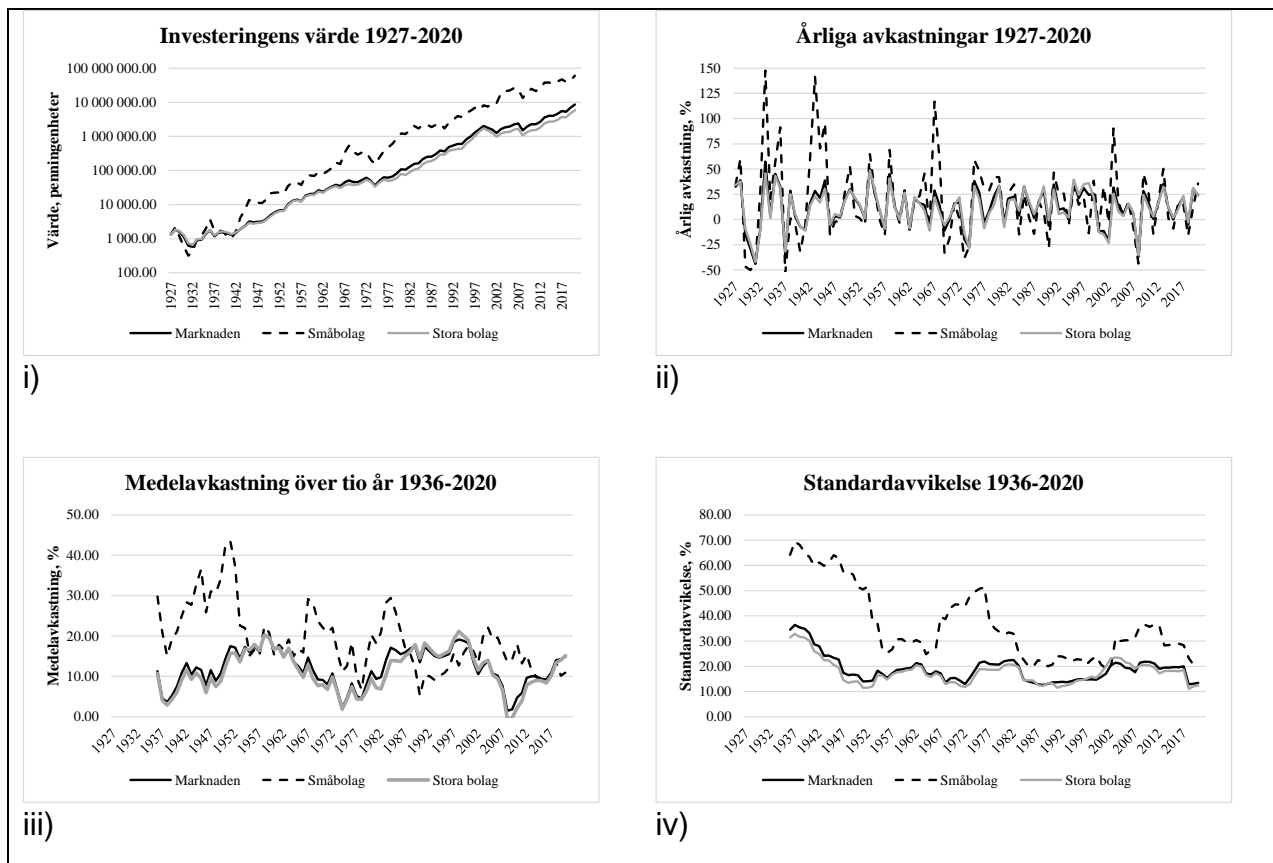 Investeringens värde 1927-2020
Värde, penningenheter
100 000 000.00
10 000 000.00
1 000 000.00
100 000.00
10 000.00
1 000.00
100.00
1927 1932 1937 1942 1947 1952 1957 1962 1967 1972 1977 1982 1987 1992 1997 2002 2007 2012 2017
Marknaden Småbolag Stora bolag
i)
Årliga avkastningar 1927-2020
Årlig avkastning, %
150
125
100
75
50
25
0
-25
-50
1927 1932 1937 1942 1947 1952 1957 1962 1967 1972 1977 1982 1987 1992 1997 2002 2007 2012 2017
Marknaden Småbolag Stora bolag
ii)
Medelavkastning över tio år 1936-2020
Medelavkastning, %
50.00
40.00
30.00
20.00
10.00
0.00
1927 1932 1937 1942 1947 1952 1957 1962 1967 1972 1977 1982 1987 1992 1997 2002 2007 2012 2017
Marknaden Småbolag Stora bolag
iii)
Standardavvikelse 1936-2020
Standardavvikelse, %
80.00
70.00
60.00
50.00
40.00
30.00
20.00
10.00
0.00
1927 1932 1937 1942 1947 1952 1957 1962 1967 1972 1977 1982 1987 1992 1997 2002 2007 2012 2017
Marknaden Småbolag Stora bolag
iv)